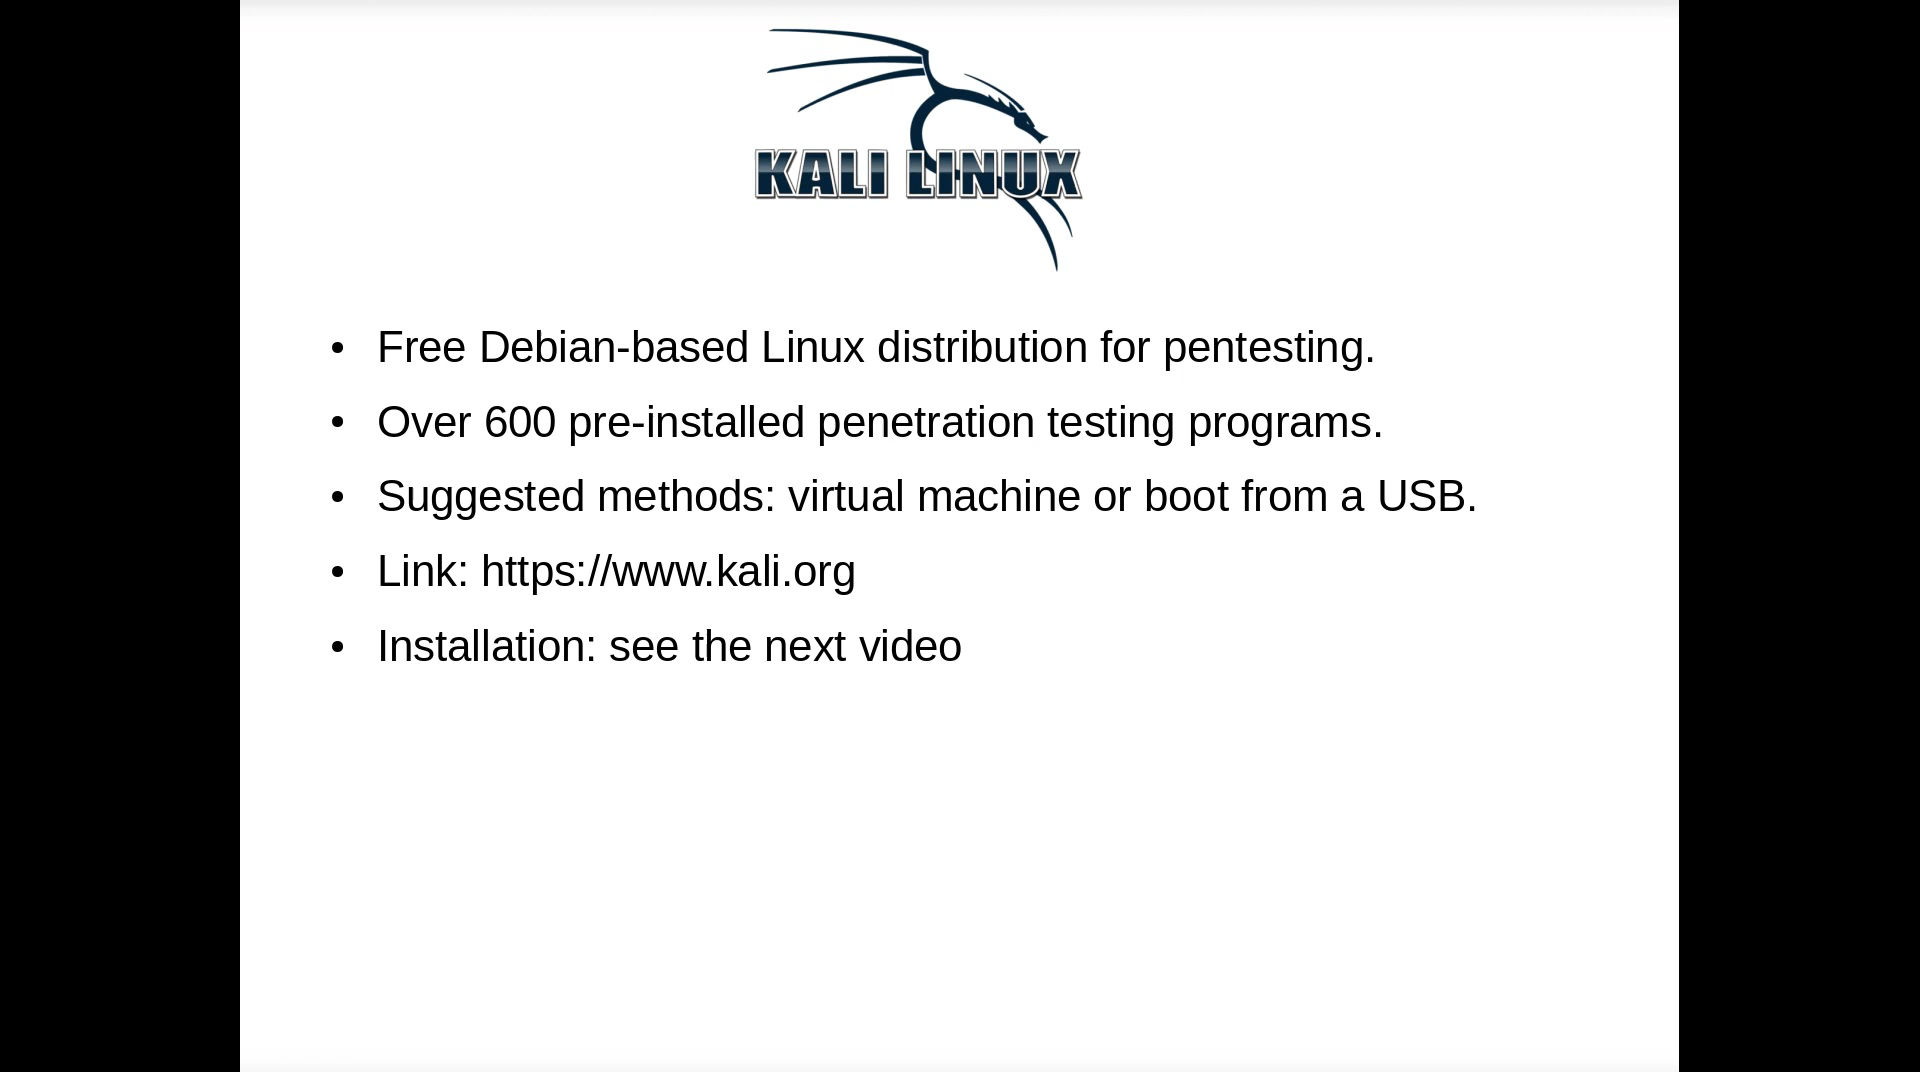 KALI LINUX
• Free Debian-based Linux distribution for pentesting.
• Over 600 pre-installed penetration testing programs.
• Suggested methods: virtual machine or boot from a USB.
• Link: https://www.kali.org
• Installation: see the next video